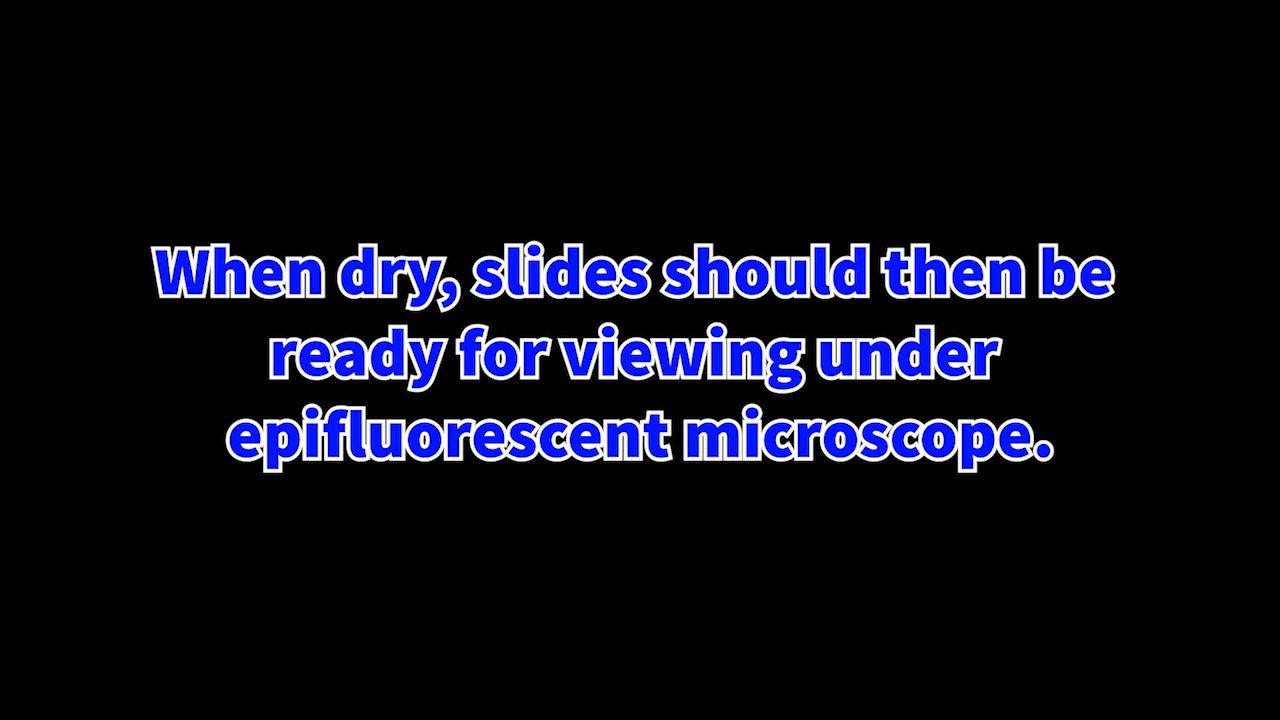 When dry, slides should then be
ready for viewing under
epifluorescent microscope.